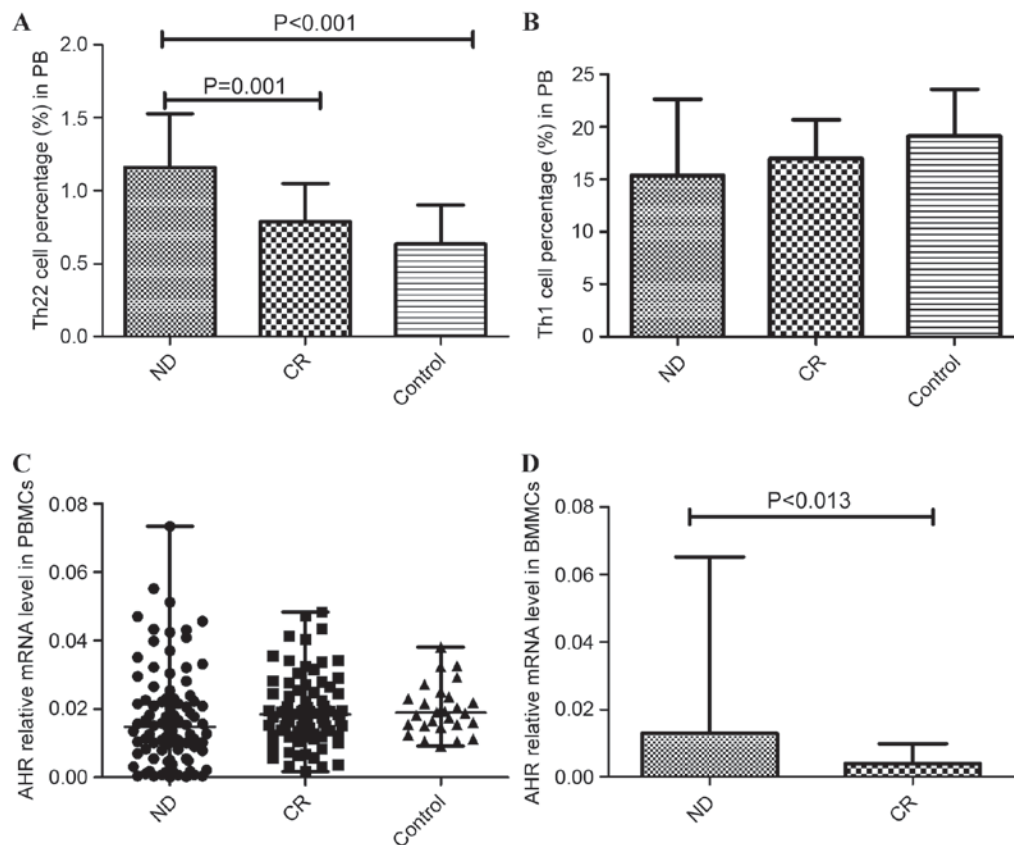 A
P<0.001
P=0.001
Th22 cell percentage (%) in PB
2.0
1.5
1.0
0.5
0.0
ND
CR
Control
B
Th1 cell percentage (%) in PB
25
20
15
10
5
0
ND
CR
Control
C
AHR relative mRNA level in PBMCs
0.08
0.06
0.04
0.02
0.00
ND
CR
Control
D
P<0.013
AHR relative mRNA level in BMMCs
0.08
0.06
0.04
0.02
0.00
ND
CR